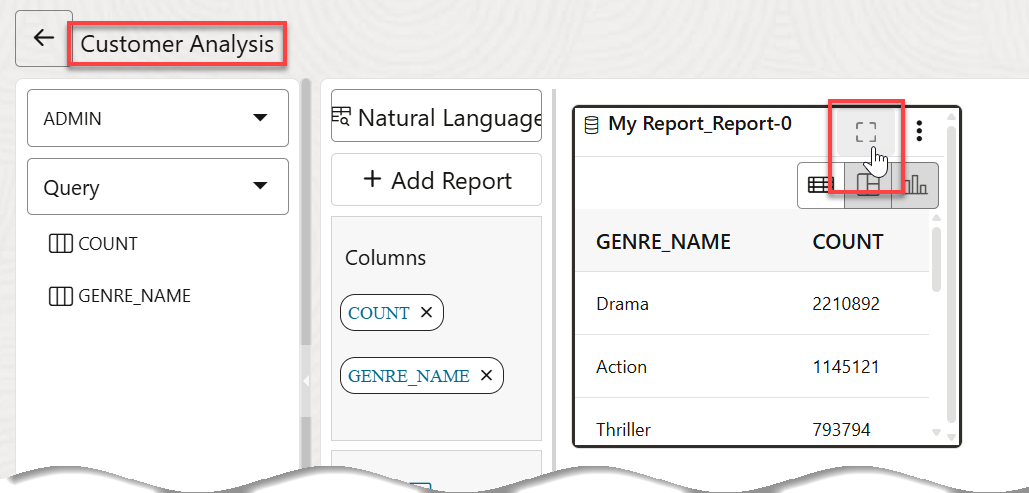 Customer Analysis
ADMIN
Query
COUNT
GENRE_NAME
Natural Language
+ Add Report
Columns
COUNT ×
GENRE_NAME ×
My Report_Report-0
GENRE_NAME COUNT
Drama 2210892
Action 1145121
Thriller 793794